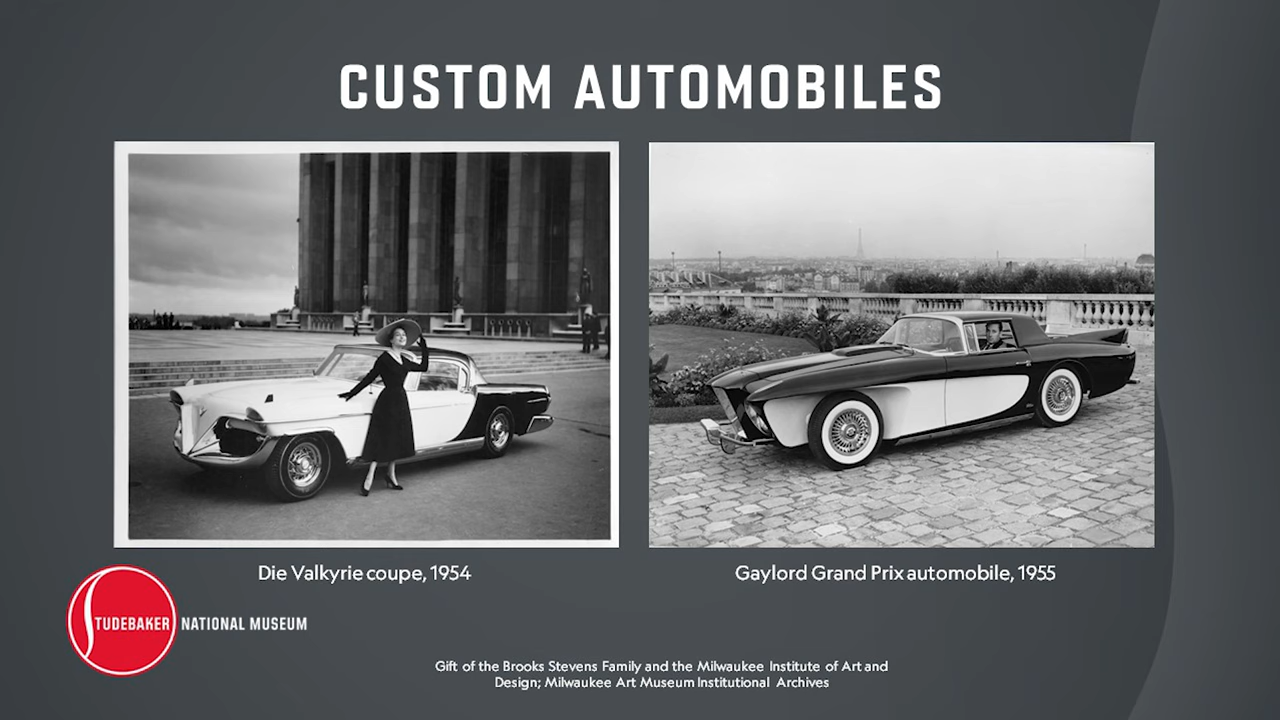 CUSTOM AUTOMOBILES
Die Valkyrie coupe, 1954
Gaylord Grand Prix automobile, 1955
STUDEBAKER NATIONAL MUSEUM
Gift of the Brooks Stevens Family and the Milwaukee Institute of Art and
Design; Milwaukee Art Museum Institutional Archives